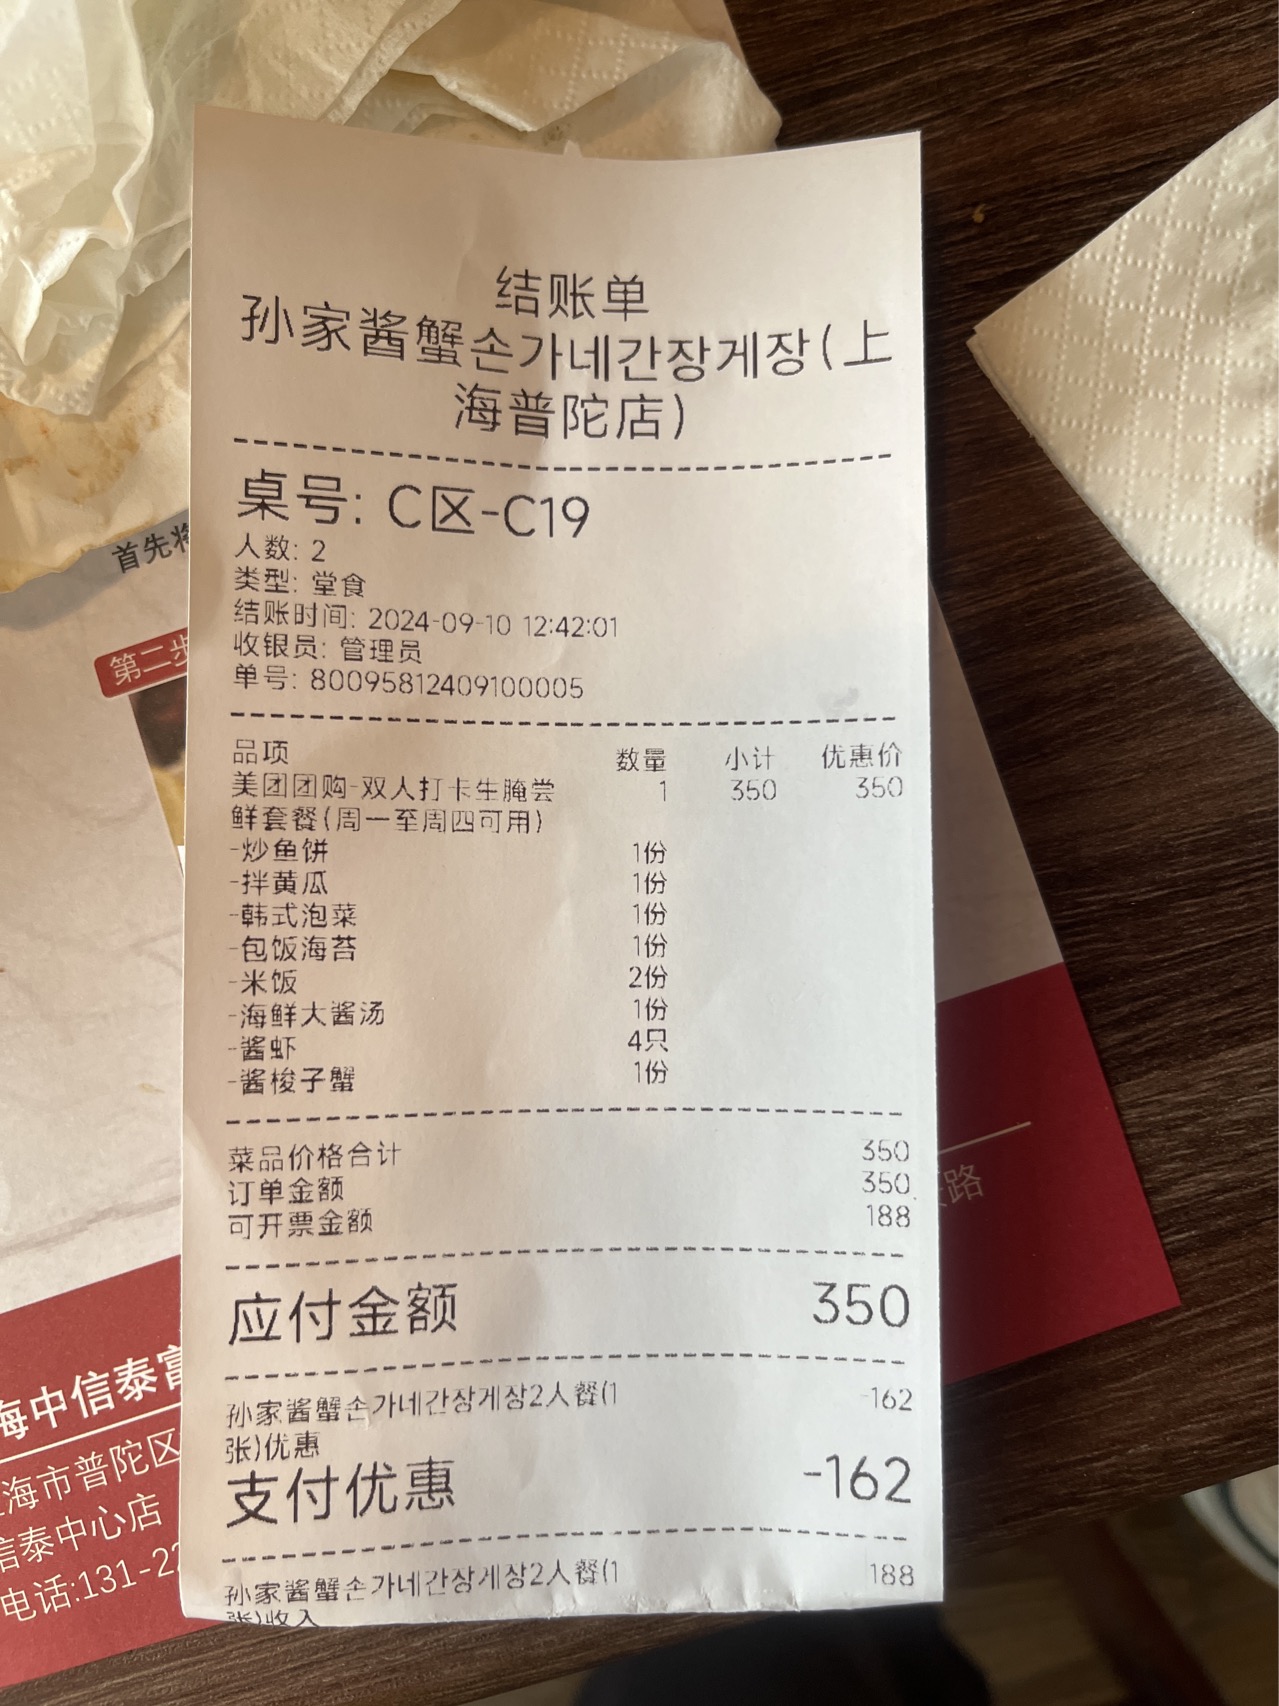 结账单
孙家酱蟹손가네간장게장(上
海普陀店)
桌号: C区-C19
人数: 2
类型: 堂食
结账时间: 2024-09-10 12:42:01
收银员: 管理员
单号: 80095812409100005
品项 数量 小计 优惠价
美团团购-双人打卡生腌尝 1 350 350
鲜套餐(周一至周四可用)
-炒鱼饼 1份
-拌黄瓜 1份
-韩式泡菜 1份
-包饭海苔 1份
-米饭 2份
-海鲜大酱汤 1份
-酱虾 4只
-酱梭子蟹 1份
菜品价格合计 350
订单金额 350
可开票金额 188
应付金额 350
孙家酱蟹손가네간장게장2人餐(1 -162
张)优惠
支付优惠 -162
孙家酱蟹손가네간장게장2人餐(1 188
张)收入
首先将
第二步
海中信泰富
海市普陀区
信泰中心店
电话:131-22
路